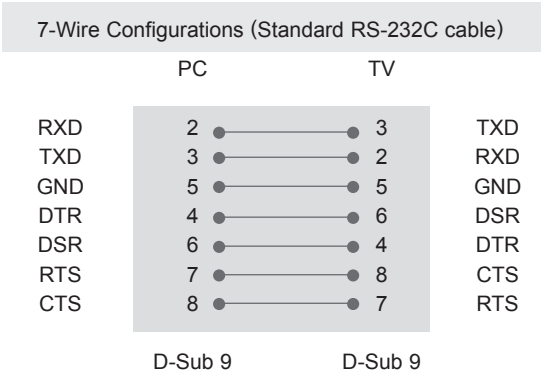 7-Wire Configurations (Standard RS-232C cable)
PC TV
RXD 2 3 TXD
TXD 3 2 RXD
GND 5 5 GND
DTR 4 6 DSR
DSR 6 4 DTR
RTS 7 8 CTS
CTS 8 7 RTS
D-Sub 9 D-Sub 9